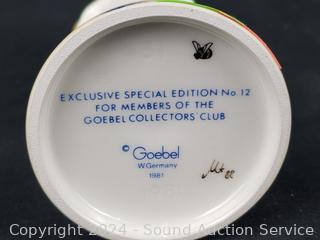 EXCLUSIVE SPECIAL EDITION No. 12
FOR MEMBERS OF THE
GOEBEL COLLECTORS' CLUB
© Goebel
W. Germany
1981
Copyright 2024 - Sound Auction Service